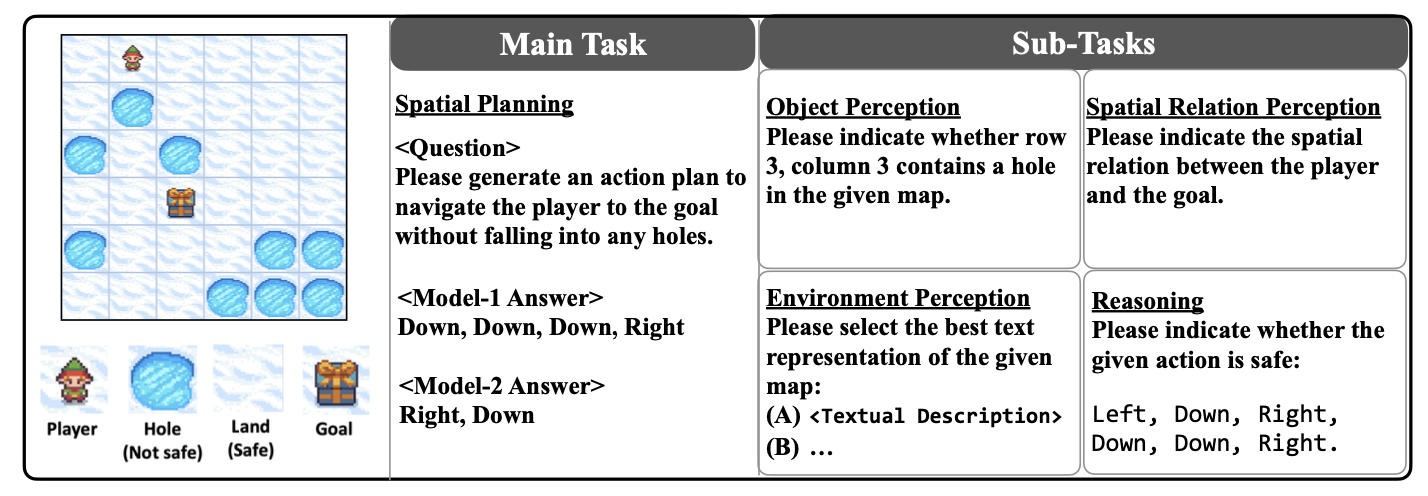 Main Task
Sub-Tasks
Spatial Planning
<Question>
Please generate an action plan to
navigate the player to the goal
without falling into any holes.
<Model-1 Answer>
Down, Down, Down, Right
<Model-2 Answer>
Right, Down
Object Perception
Please indicate whether row
3, column 3 contains a hole
in the given map.
Spatial Relation Perception
Please indicate the spatial
relation between the player
and the goal.
Environment Perception
Please select the best text
representation of the given
map:
(A) <Textual Description>
(B) …
Reasoning
Please indicate whether the
given action is safe:
Left, Down, Right,
Down, Down, Right.
Player
Hole
(Not safe)
Land
(Safe)
Goal